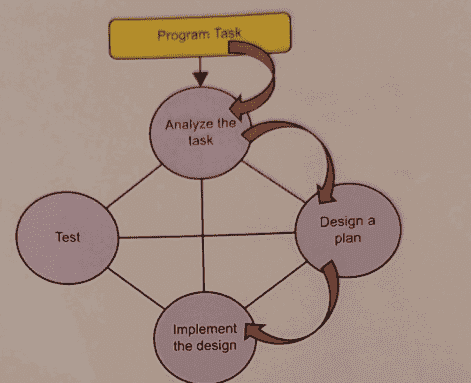 Program Task
Analyze the
task
Test
Design a
plan
Implement
the design